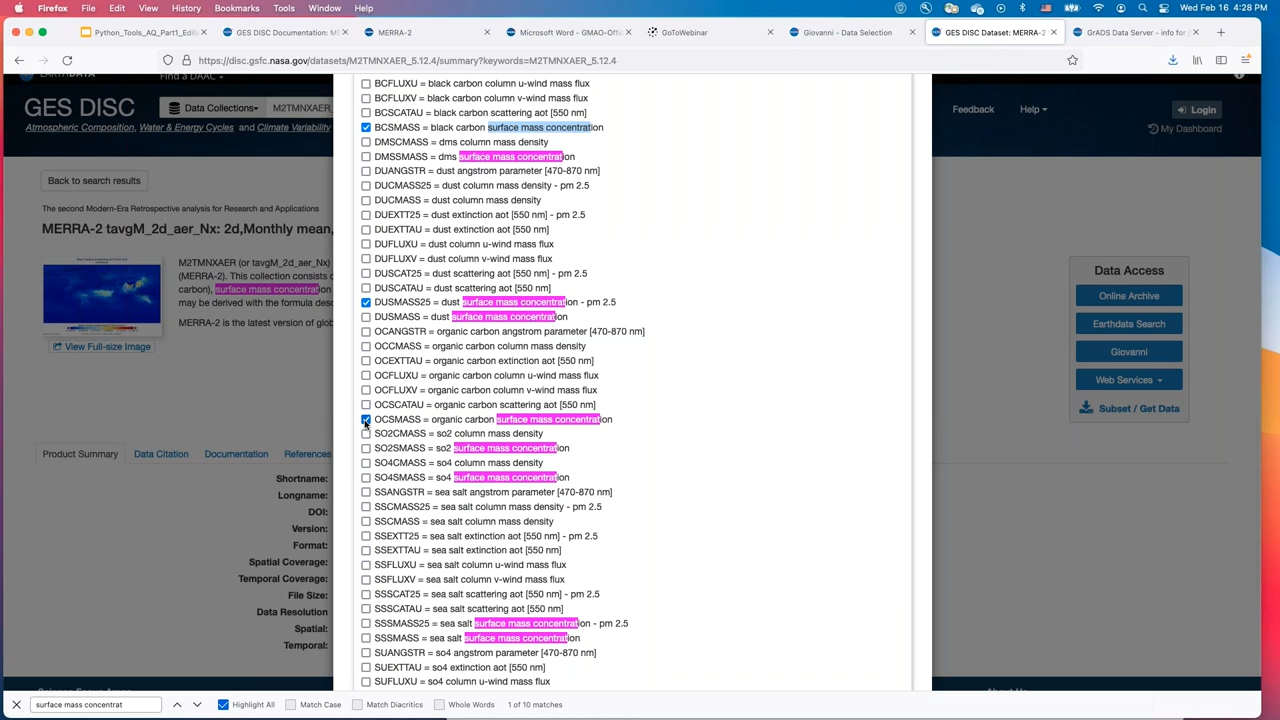 Firefox File Edit View History Bookmarks Tools Window Help Wed Feb 16 4:28 PM
Python_Tools_AQ_Part1_Edit GES DISC Documentation: M MERRA-2 Microsoft Word - GMAO-Offi GoToWebinar Giovanni - Data Selection GES DISC Dataset: MERRA-2 GrADS Data Server - info for /
https://disc.gsfc.nasa.gov/datasets/M2TMNXAER_5.12.4/summary?keywords=M2TMNXAER_5.12.4
EARTHDATA Find a DAAC
GES DISC Data Collections M2TMNXAER_ Feedback Help Login
Atmospheric Composition, Water & Energy Cycles and Climate Variability
My Dashboard
Back to search results
The second Modern-Era Retrospective analysis for Research and Applications
MERRA-2 tavgM_2d_aer_Nx: 2d,Monthly mean,
M2TMNXAER (or tavgM_2d_aer_Nx)
(MERRA-2). This collection consists
carbon), surface mass concentration
may be derived with the formula desc
MERRA-2 is the latest version of glob
View Full-size Image
Product Summary Data Citation Documentation References
Shortname:
Longname:
DOI:
Version:
Format:
Spatial Coverage:
Temporal Coverage:
File Size:
Data Resolution
Spatial:
Temporal:
BCFLUXU = black carbon column u-wind mass flux
BCFLUXV = black carbon column v-wind mass flux
BCSCATAU = black carbon scattering aot [550 nm]
BCSMASS = black carbon surface mass concentration
DMSCMASS = dms column mass density
DMSSMASS = dms surface mass concentration
DUANGSTR = dust angstrom parameter [470-870 nm]
DUCMASS25 = dust column mass density - pm 2.5
DUCMASS = dust column mass density
DUEXTT25 = dust extinction aot [550 nm] - pm 2.5
DUEXTTAU = dust extinction aot [550 nm]
DUFLUXU = dust column u-wind mass flux
DUFLUXV = dust column v-wind mass flux
DUSCAT25 = dust scattering aot [550 nm] - pm 2.5
DUSCATAU = dust scattering aot [550 nm]
DUSMASS25 = dust surface mass concentration - pm 2.5
DUSMASS = dust surface mass concentration
OCANGSTR = organic carbon angstrom parameter [470-870 nm]
OCCMASS = organic carbon column mass density
OCEXTTAU = organic carbon extinction aot [550 nm]
OCFLUXU = organic carbon column u-wind mass flux
OCFLUXV = organic carbon column v-wind mass flux
OCSCATAU = organic carbon scattering aot [550 nm]
OCSMASS = organic carbon surface mass concentration
SO2CMASS = so2 column mass density
SO2SMASS = so2 surface mass concentration
SO4CMASS = so4 column mass density
SO4SMASS = so4 surface mass concentration
SSANGSTR = sea salt angstrom parameter [470-870 nm]
SSCMASS25 = sea salt column mass density - pm 2.5
SSCMASS = sea salt column mass density
SSEXTT25 = sea salt extinction aot [550 nm] - pm 2.5
SSEXTTAU = sea salt extinction aot [550 nm]
SSFLUXU = sea salt column u-wind mass flux
SSFLUXV = sea salt column v-wind mass flux
SSSCAT25 = sea salt scattering aot [550 nm] - pm 2.5
SSSCATAU = sea salt scattering aot [550 nm]
SSSMASS25 = sea salt surface mass concentration - pm 2.5
SSSMASS = sea salt surface mass concentration
SUANGSTR = so4 angstrom parameter [470-870 nm]
SUEXTTAU = so4 extinction aot [550 nm]
SUFLUXU = so4 column u-wind mass flux
Data Access
Online Archive
Earthdata Search
Giovanni
Web Services
Subset / Get Data
surface mass concentrat Highlight All Match Case Match Diacritics Whole Words 1 of 10 matches